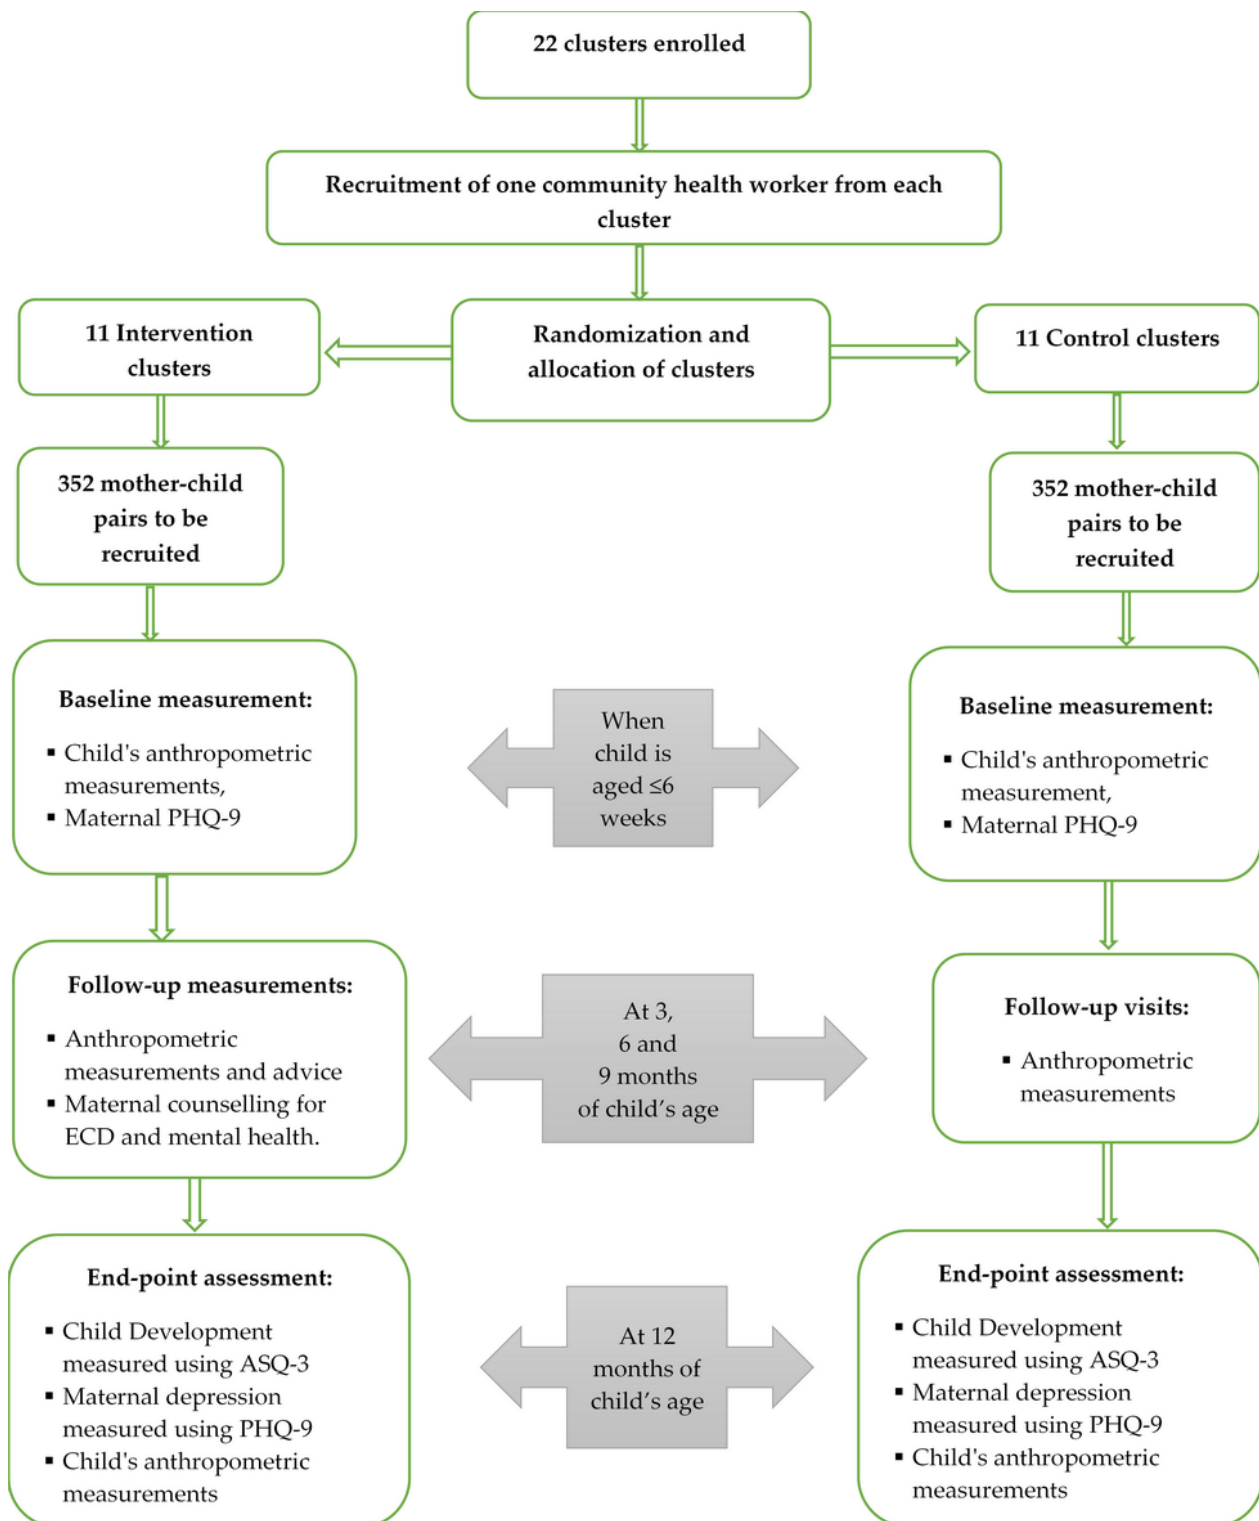 22 clusters enrolled
Recruitment of one community health worker from each
cluster
11 Intervention
clusters
Randomization and
allocation of clusters
11 Control clusters
352 mother-child
pairs to be
recruited
352 mother-child
pairs to be
recruited
Baseline measurement:
▪ Child's anthropometric
measurements,
▪ Maternal PHQ-9
When
child is
aged ≤6
weeks
Baseline measurement:
▪ Child's anthropometric
measurement,
▪ Maternal PHQ-9
Follow-up measurements:
▪ Anthropometric
measurements and advice
▪ Maternal counselling for
ECD and mental health.
At 3,
6 and
9 months
of child’s age
Follow-up visits:
▪ Anthropometric
measurements
End-point assessment:
▪ Child Development
measured using ASQ-3
▪ Maternal depression
measured using PHQ-9
▪ Child's anthropometric
measurements
At 12
months of
child’s age
End-point assessment:
▪ Child Development
measured using ASQ-3
▪ Maternal depression
measured using PHQ-9
▪ Child's anthropometric
measurements